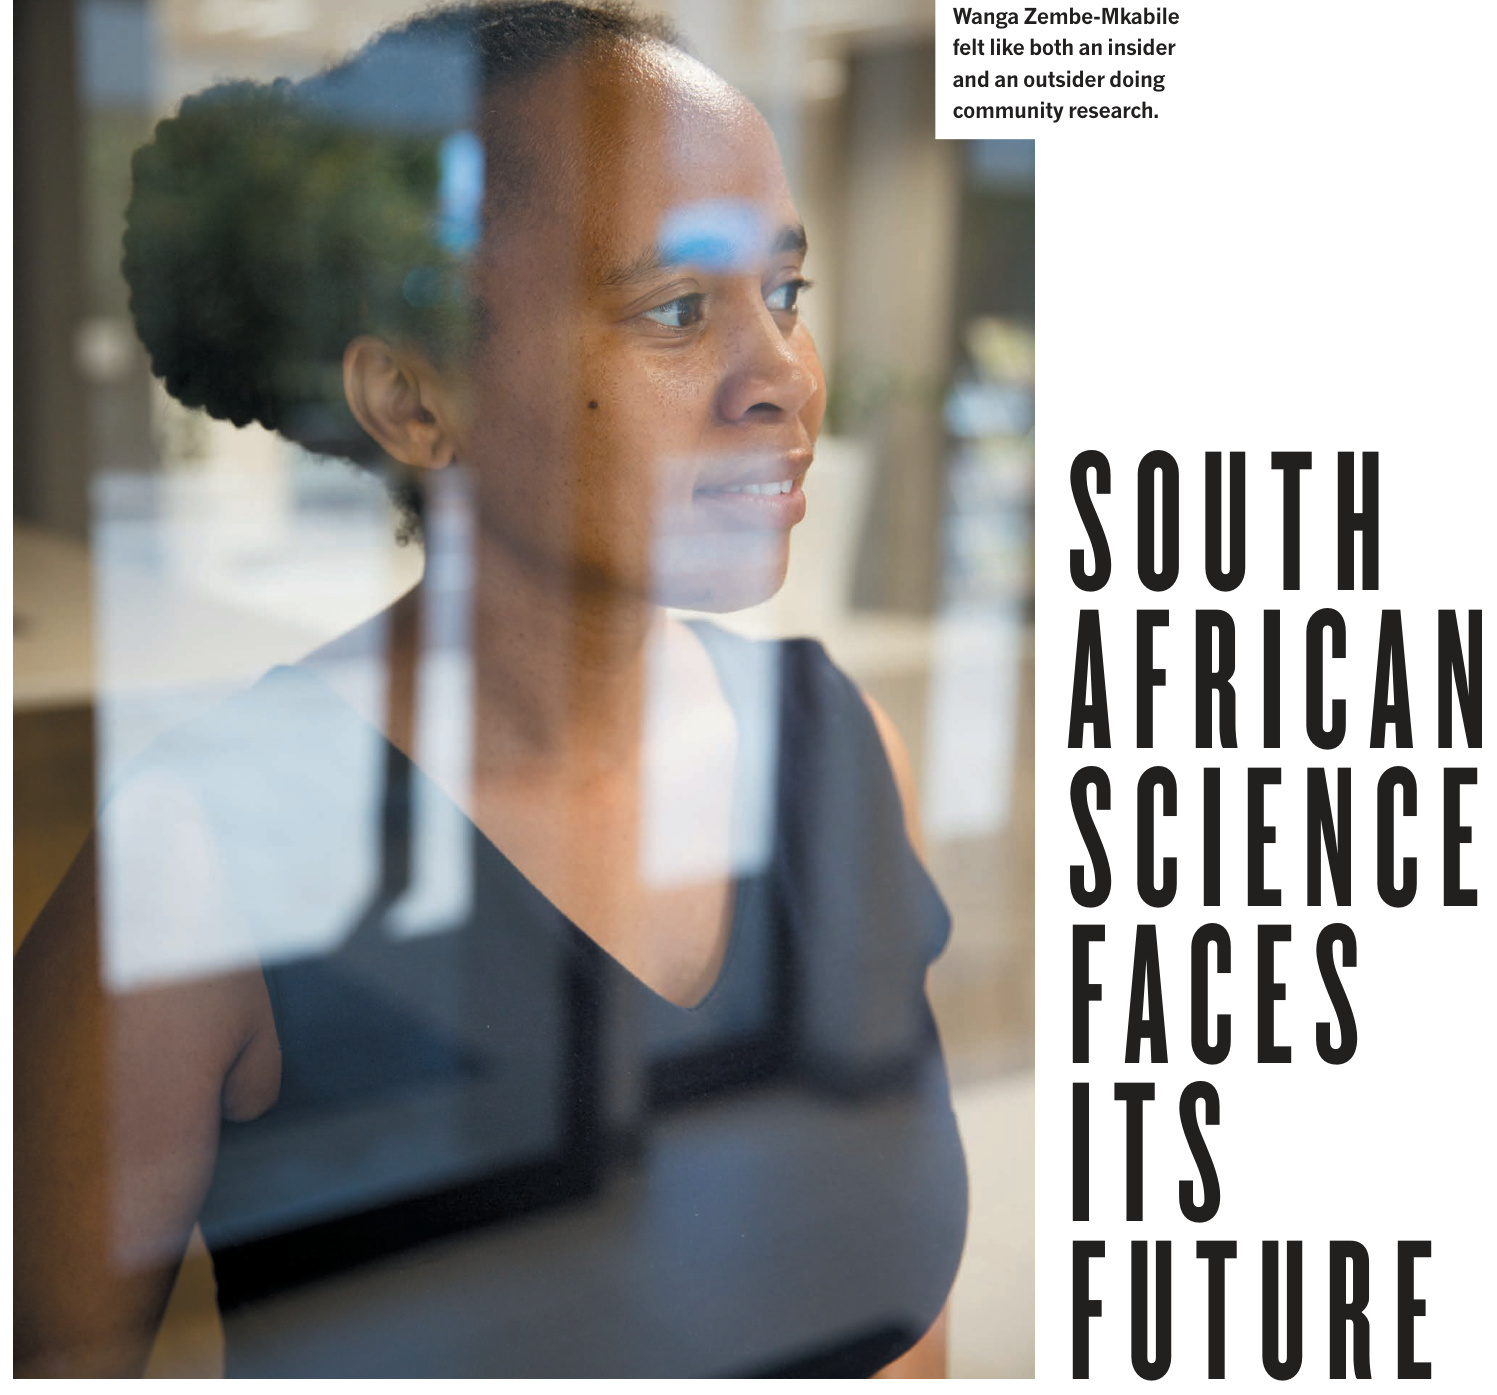 Wanga Zembe-Mkabile
felt like both an insider
and an outsider doing
community research.
SOUTH
AFRICAN
SCIENCE
FACES
ITS
FUTURE